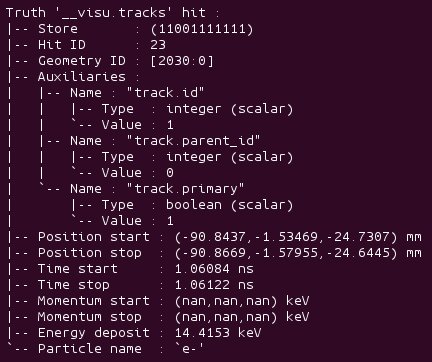 Truth '__visu.tracks' hit :
|-- Store       : (11001111111)
|-- Hit ID      : 23
|-- Geometry ID : [2030:0]
|-- Auxiliaries :
|   |-- Name : "track.id"
|   |   |-- Type  : integer (scalar)
|   |   `-- Value : 1
|   |-- Name : "track.parent_id"
|   |   |-- Type  : integer (scalar)
|   |   `-- Value : 0
|   `-- Name : "track.primary"
|       |-- Type  : boolean (scalar)
|       `-- Value : 1
|-- Position start : (-90.8437,-1.53469,-24.7307) mm
|-- Position stop  : (-90.8669,-1.57955,-24.6445) mm
|-- Time start     : 1.06084 ns
|-- Time stop      : 1.06122 ns
|-- Momentum start : (nan,nan,nan) keV
|-- Momentum stop  : (nan,nan,nan) keV
|-- Energy deposit : 14.4153 keV
`-- Particle name  : `e-'